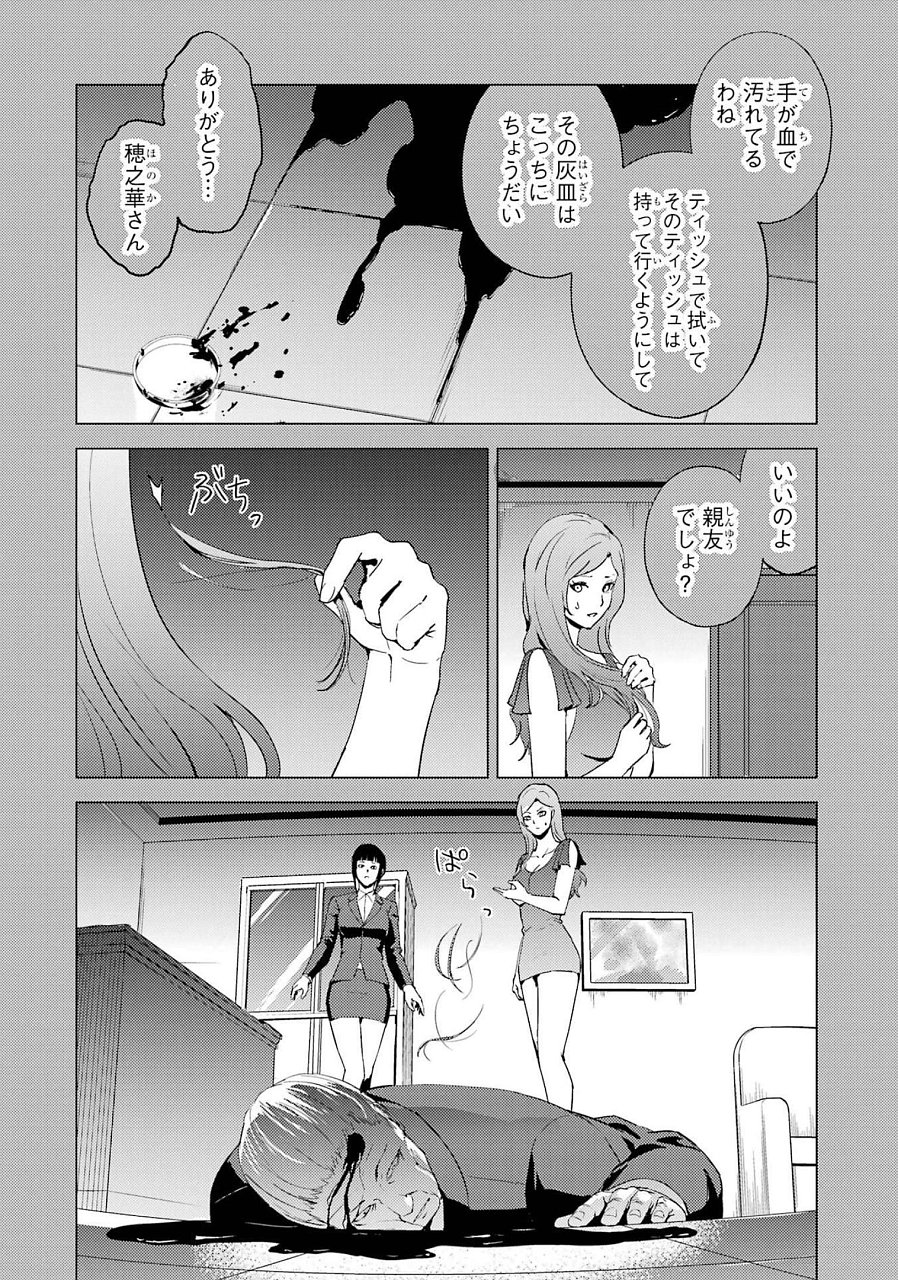 手が血で
汚れてる
わね
ティッシュで拭いて
そのティッシュは
持って行くようにして
その灰皿は
こっちに
ちょうだい
ありがとう…
穂之華さん
いいのよ
親友
でしょ?
ぶちっ
ぱらっ